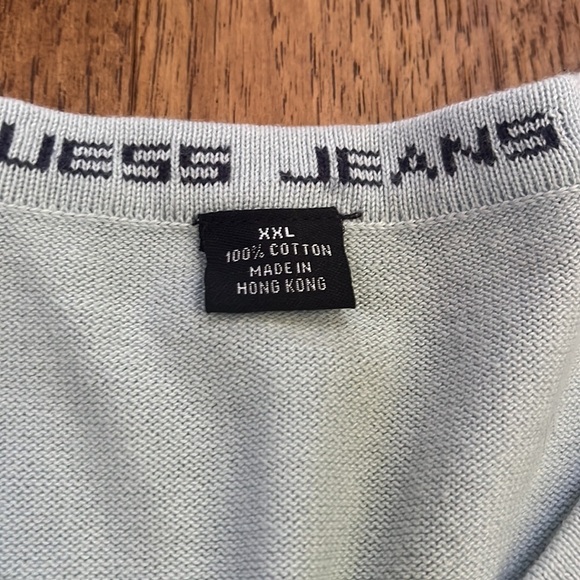 UESS JEANS
XXL
100% COTTON
MADE IN
HONG KONG